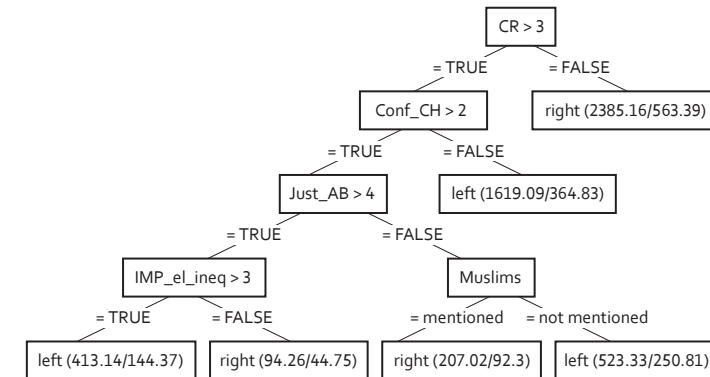 CR > 3
= TRUE = FALSE
Conf_CH > 2 right (2385.16/563.39)
= TRUE = FALSE
Just_AB > 4 left (1619.09/364.83)
= TRUE = FALSE
IMP_el_ineq > 3 Muslims
= TRUE = FALSE = mentioned = not mentioned
left (413.14/144.37) right (94.26/44.75) right (207.02/92.3) left (523.33/250.81)